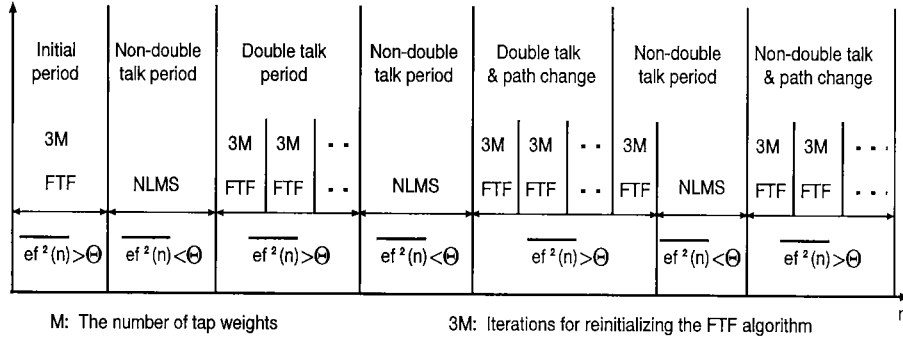 Initial period
Non-double talk period
Double talk period
Non-double talk period
Double talk & path change
Non-double talk period
Non-double talk & path change
3M
3M 3M ..
3M 3M .. 3M
3M 3M ...
FTF
NLMS
FTF FTF ..
NLMS
FTF FTF .. FTF
NLMS
FTF FTF ...
ef²(n)>Θ
ef²(n)<Θ
ef²(n)>Θ
ef²(n)<Θ
ef²(n)>Θ
ef²(n)<Θ
ef²(n)>Θ
n
M: The number of tap weights
3M: Iterations for reinitializing the FTF algorithm